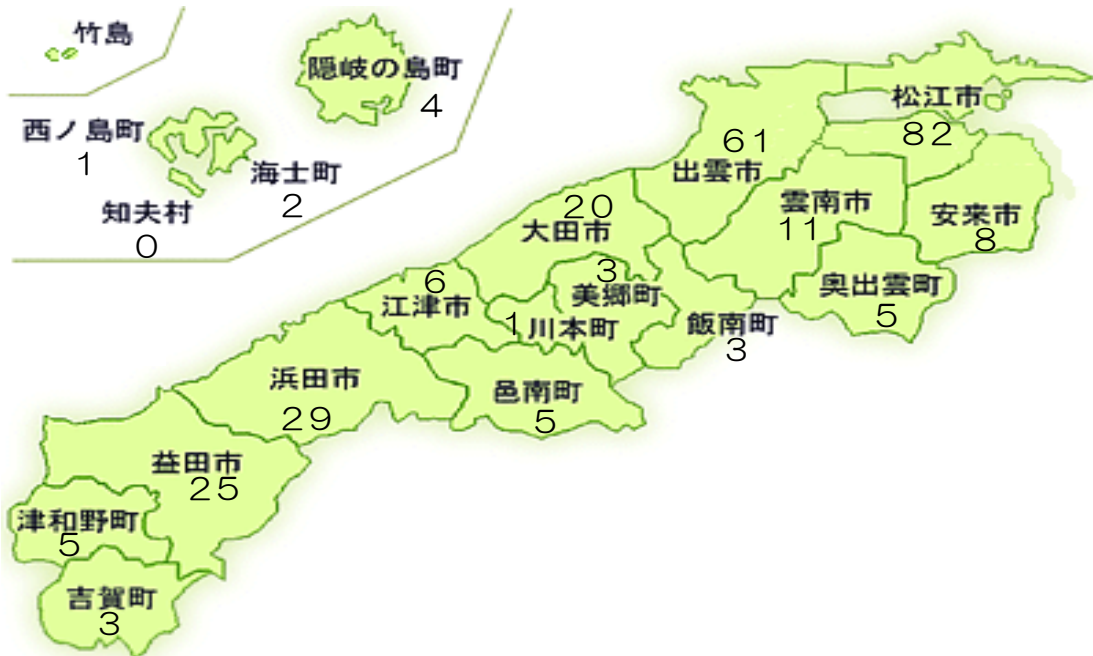 竹島
隠岐の島町
4
西ノ島町
1
海士町
2
知夫村
0
松江市
82
61
出雲市
雲南市
11
安来市
8
20
大田市
奥出雲町
5
3
美郷町
6
江津市
1
川本町
飯南町
3
浜田市
29
邑南町
5
益田市
25
津和野町
5
吉賀町
3